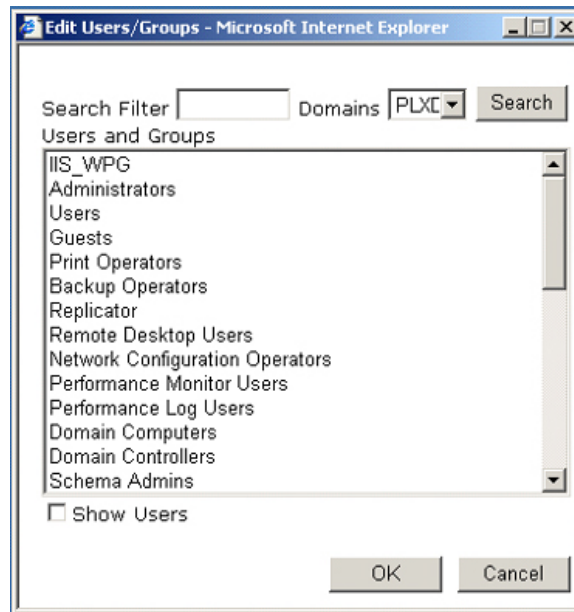 Edit Users/Groups - Microsoft Internet Explorer
Search Filter Domains PLXD Search
Users and Groups
IIS_WPG
Administrators
Users
Guests
Print Operators
Backup Operators
Replicator
Remote Desktop Users
Network Configuration Operators
Performance Monitor Users
Performance Log Users
Domain Computers
Domain Controllers
Schema Admins
Show Users
OK Cancel